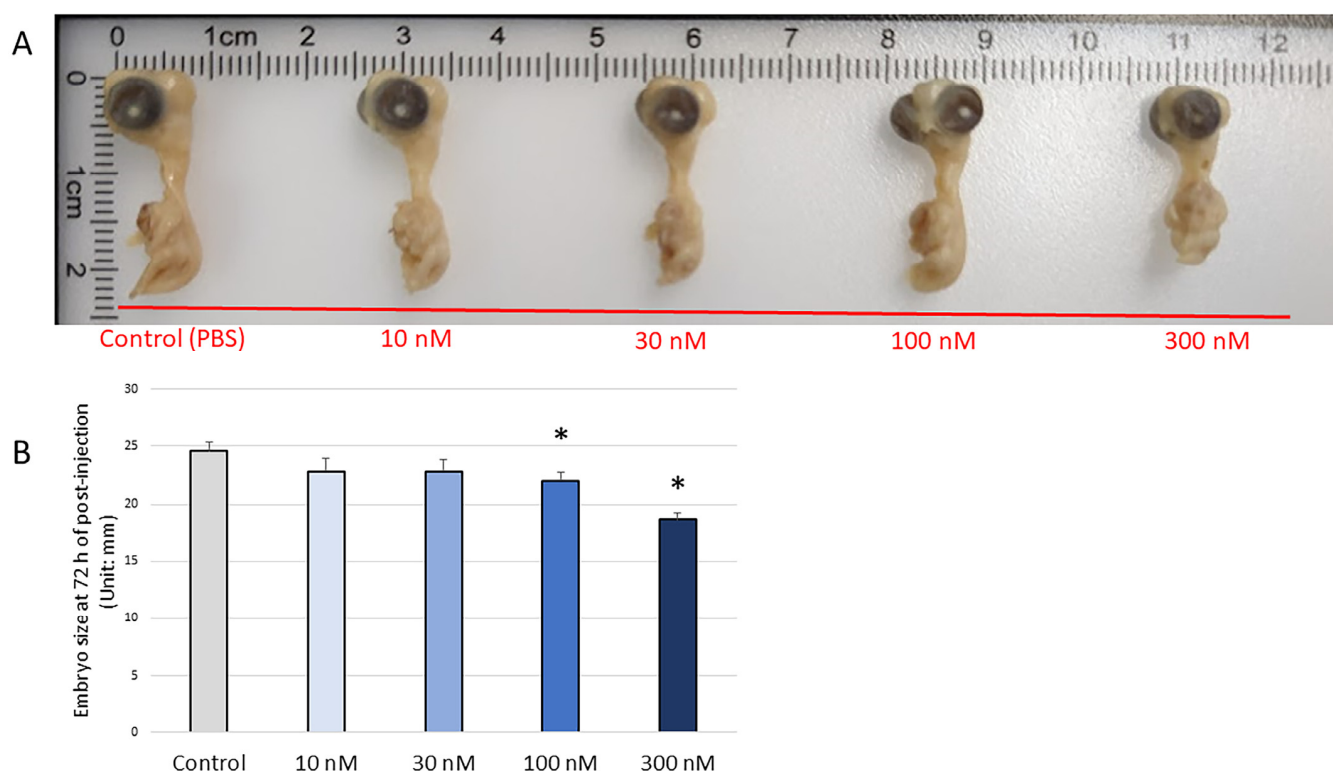 A
0 1cm 2 3 4 5 6 7 8 9 10 11 12
0
1cm
2
Control (PBS) 10 nM 30 nM 100 nM 300 nM
B
Embryo size at 72 h of post-injection
(Unit: mm)
30
25
20
15
10
5
0
*
*
Control 10 nM 30 nM 100 nM 300 nM